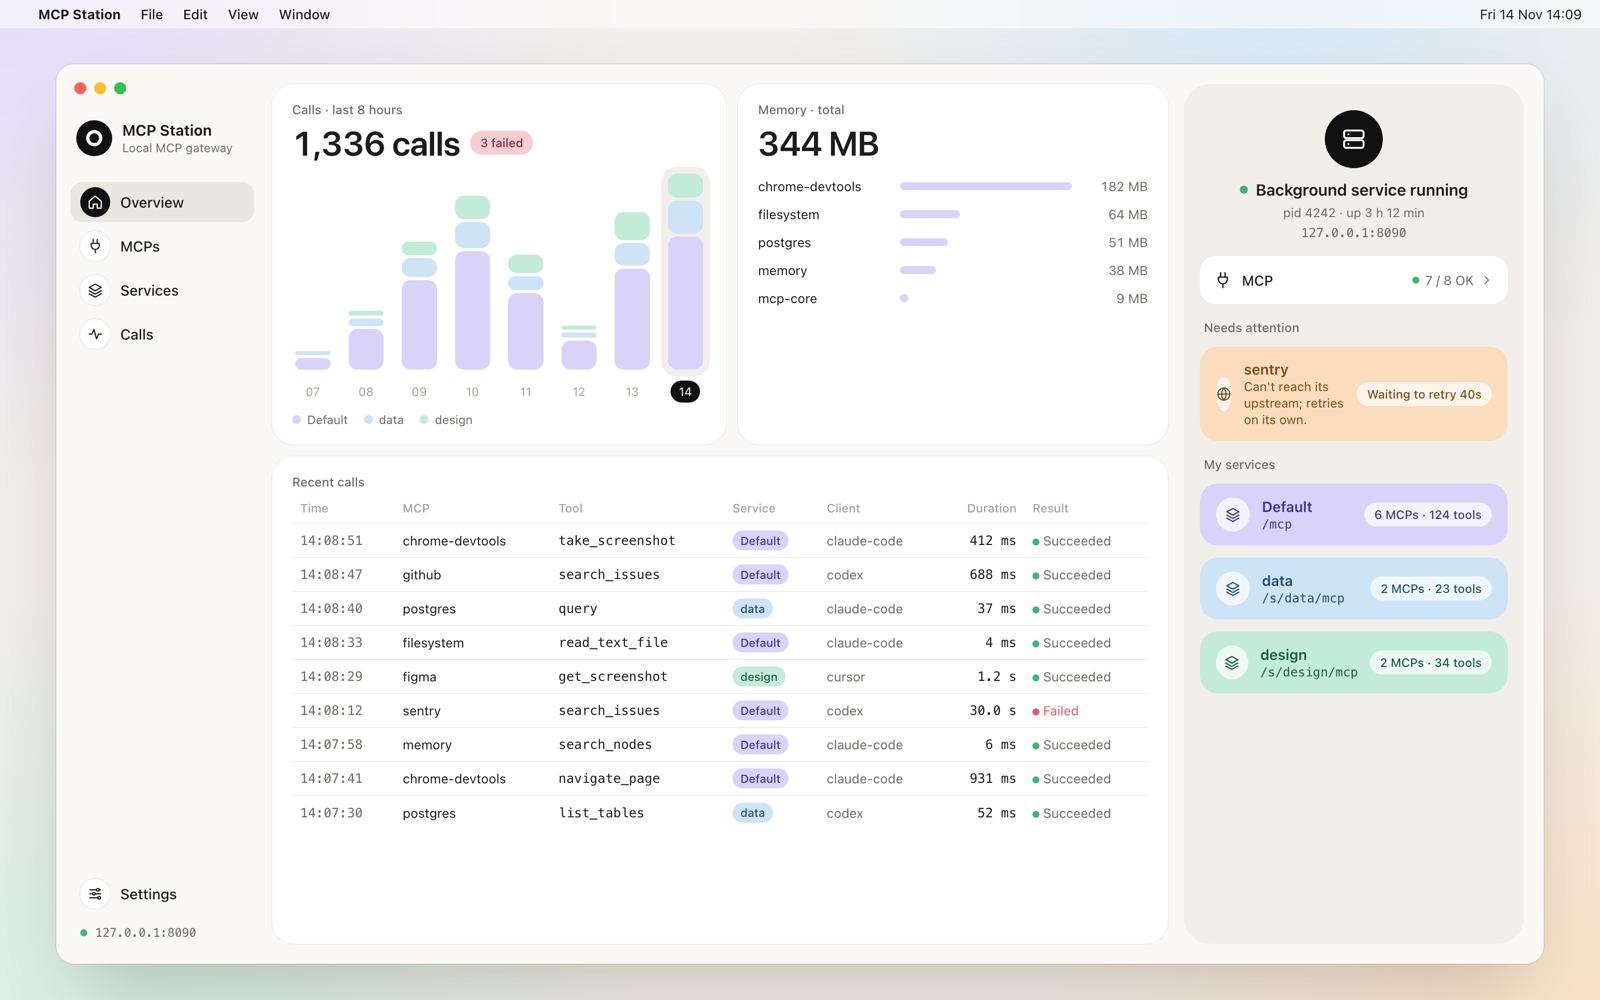 MCP Station File Edit View Window
Fri 14 Nov 14:09
MCP Station
Local MCP gateway
Overview
MCPs
Services
Calls
Settings
127.0.0.1:8090
Calls · last 8 hours
1,336 calls 3 failed
07 08 09 10 11 12 13 14
Default data design
Memory · total
344 MB
chrome-devtools 182 MB
filesystem 64 MB
postgres 51 MB
memory 38 MB
mcp-core 9 MB
Recent calls
Time MCP Tool Service Client Duration Result
14:08:51 chrome-devtools take_screenshot Default claude-code 412 ms Succeeded
14:08:47 github search_issues Default codex 688 ms Succeeded
14:08:40 postgres query data claude-code 37 ms Succeeded
14:08:33 filesystem read_text_file Default claude-code 4 ms Succeeded
14:08:29 figma get_screenshot design cursor 1.2 s Succeeded
14:08:12 sentry search_issues Default codex 30.0 s Failed
14:07:58 memory search_nodes Default claude-code 6 ms Succeeded
14:07:41 chrome-devtools navigate_page Default claude-code 931 ms Succeeded
14:07:30 postgres list_tables data codex 52 ms Succeeded
Background service running
pid 4242 · up 3 h 12 min
127.0.0.1:8090
MCP 7 / 8 OK
Needs attention
sentry
Can't reach its
upstream; retries
on its own.
Waiting to retry 40s
My services
Default
/mcp
6 MCPs · 124 tools
data
/s/data/mcp
2 MCPs · 23 tools
design
/s/design/mcp
2 MCPs · 34 tools